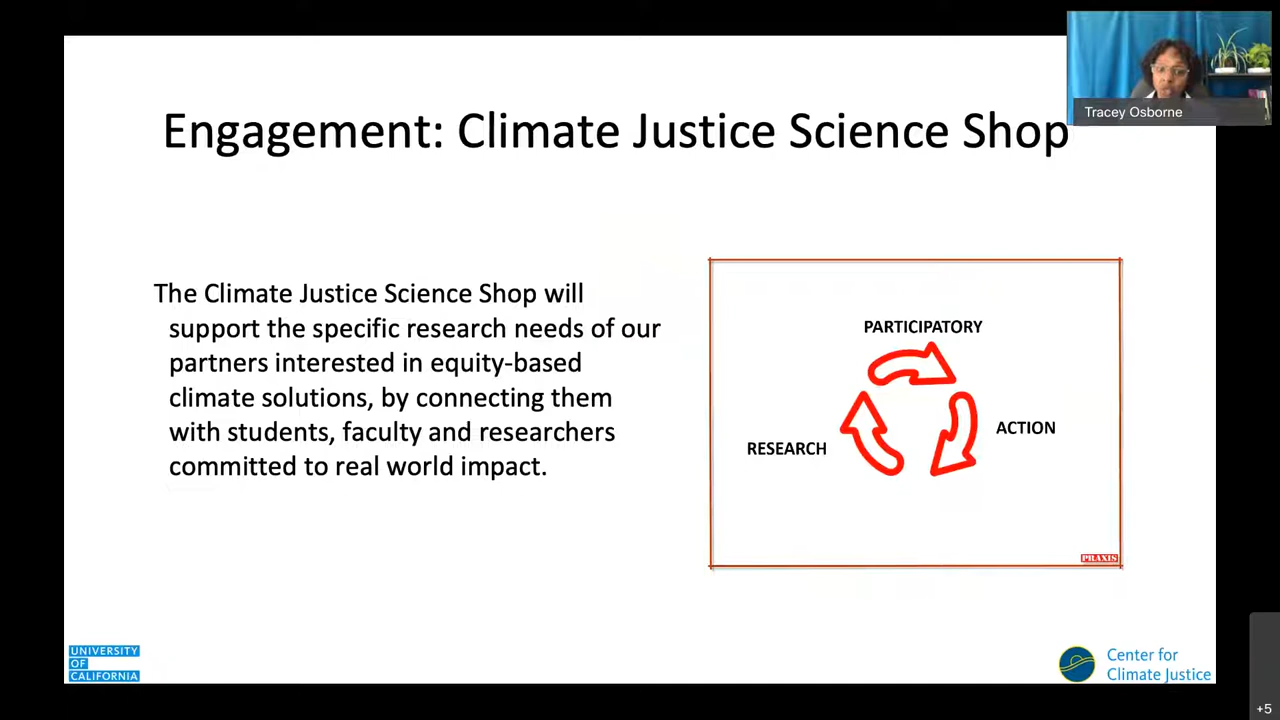 Tracey Osborne
Engagement: Climate Justice Science Shop
The Climate Justice Science Shop will
support the specific research needs of our
partners interested in equity-based
climate solutions, by connecting them
with students, faculty and researchers
committed to real world impact.
PARTICIPATORY
ACTION
RESEARCH
PRAXIS
UNIVERSITY
OF
CALIFORNIA
Center for
Climate Justice
+5